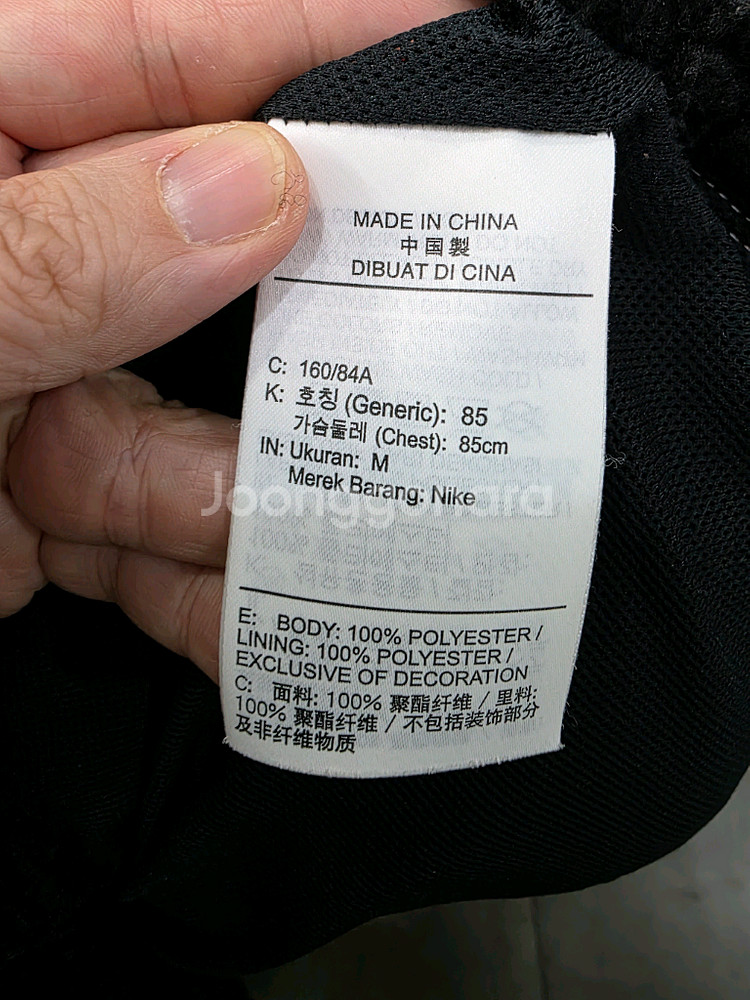 MADE IN CHINA
中国製
DIBUAT DI CINA
C: 160/84A
K: 호칭 (Generic): 85
가슴둘레 (Chest): 85cm
IN: Ukuran: M
Merek Barang: Nike
Joonggonara
E: BODY: 100% POLYESTER /
LINING: 100% POLYESTER /
EXCLUSIVE OF DECORATION
C: 面料: 100% 聚酯纤维 / 里料:
100% 聚酯纤维 / 不包括装饰部分
及非纤维物质